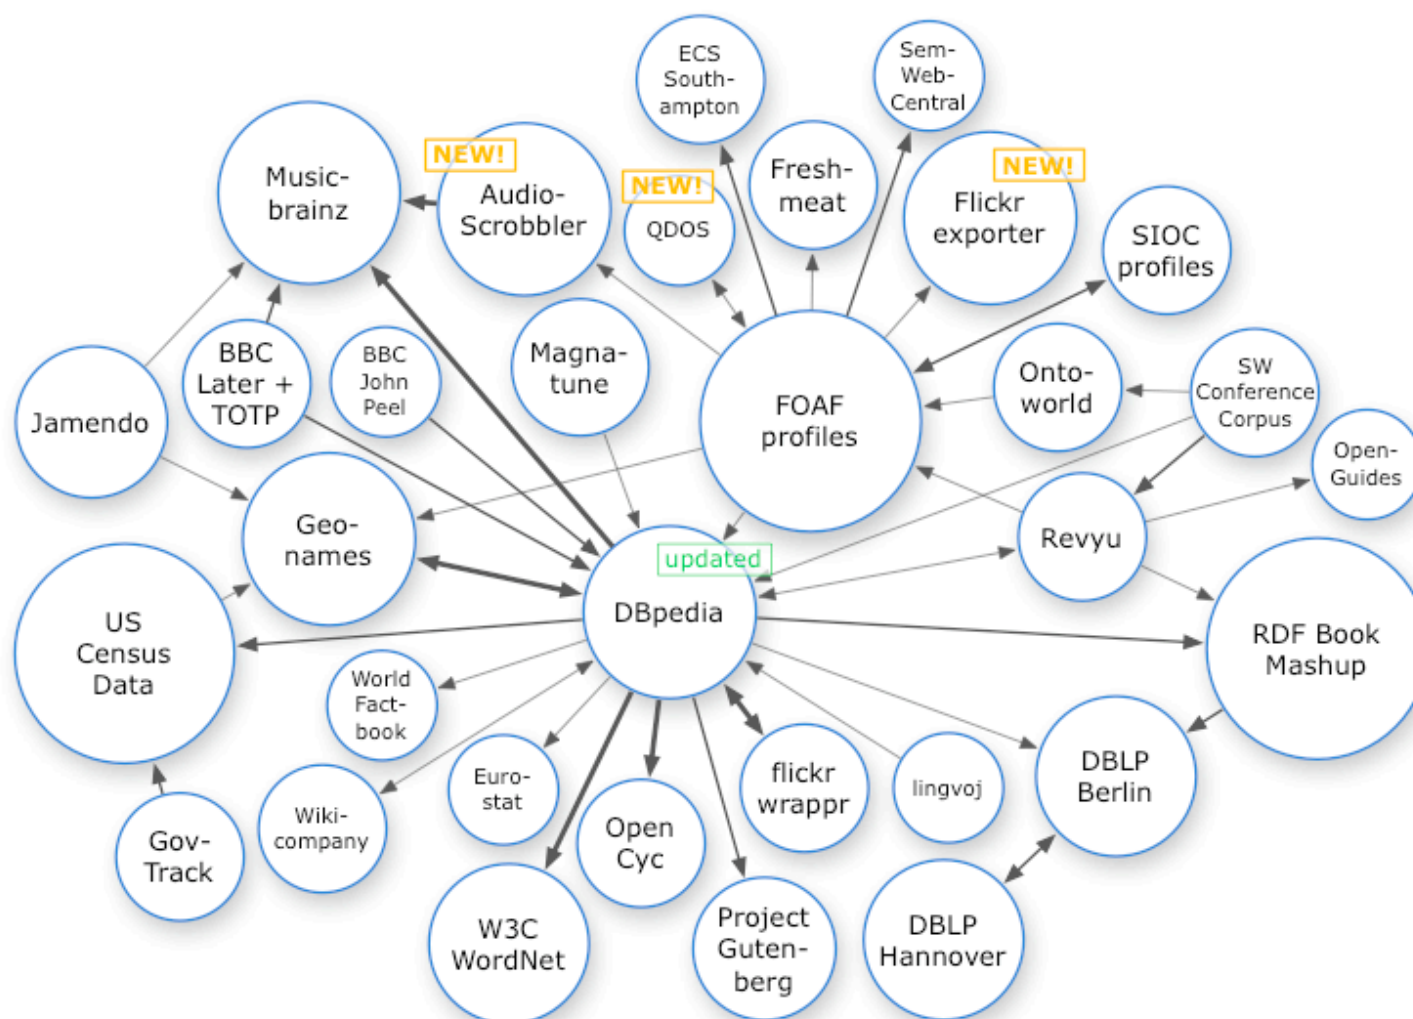 ECS
South-
ampton
Sem-
Web-
Central
NEW!
Music-
brainz
Audio-
Scrobbler
NEW!
QDOS
Fresh-
meat
NEW!
Flickr
exporter
SIOC
profiles
BBC
Later +
TOTP
BBC
John
Peel
Magna-
tune
FOAF
profiles
Onto-
world
SW
Conference
Corpus
Jamendo
Open-
Guides
Geo-
names
Revyu
updated
DBpedia
US
Census
Data
RDF Book
Mashup
World
Fact-
book
Euro-
stat
flickr
wrappr
lingvoj
DBLP
Berlin
Wiki-
company
Gov-
Track
Open
Cyc
W3C
WordNet
Project
Guten-
berg
DBLP
Hannover